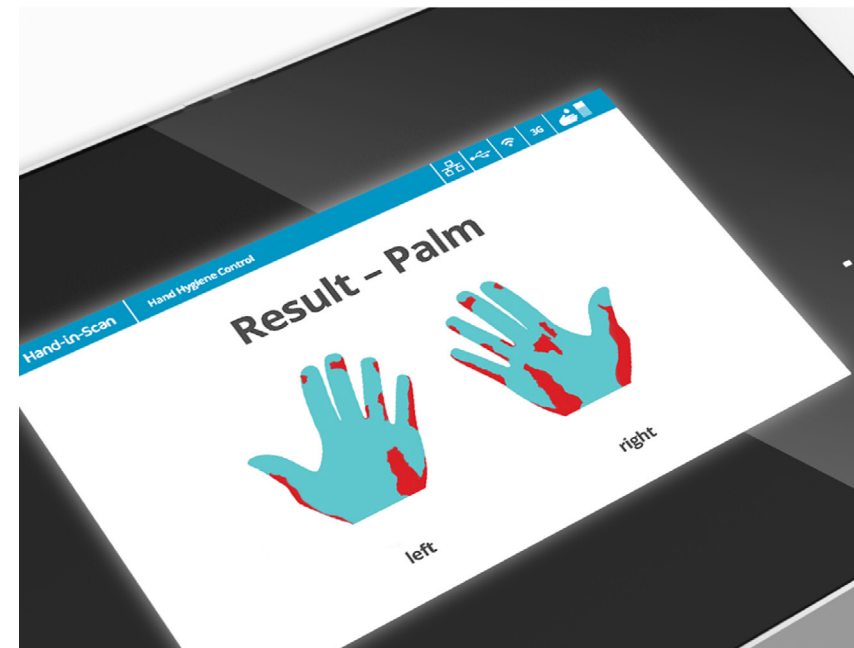 Hand-in-Scan
Hand Hygiene Control
3G
Result – Palm
left
right